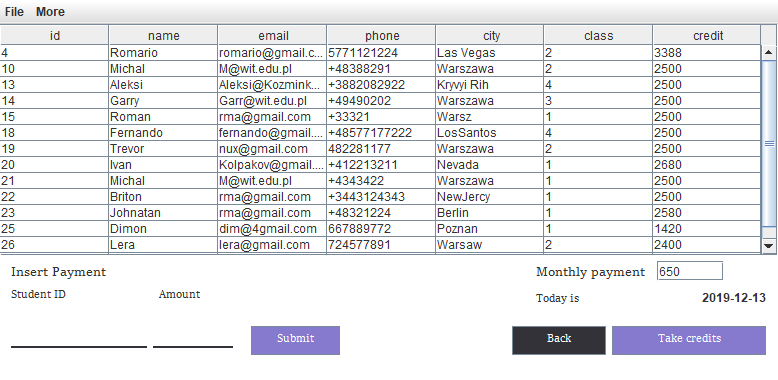 File More
id name email phone city class credit
4 Romario romario@gmail.c... 5771121224 Las Vegas 2 3388
10 Michal M@wit.edu.pl +48388291 Warszawa 2 2500
13 Aleksi Aleksi@Kozmink... +3882082922 Kryvyi Rih 4 2500
14 Garry Garr@wit.edu.pl +49490202 Warszawa 3 2500
15 Roman rma@gmail.com +33321 Warsz 1 2500
18 Fernando fernando@gmail.... +48577177222 LosSantos 4 2500
19 Trevor nux@gmail.com 482281177 Warszawa 2 2500
20 Ivan Kolpakov@gmail.... +412213211 Nevada 1 2680
21 Michal M@wit.edu.pl +4343422 Warszawa 1 2500
22 Briton rma@gmail.com +3443124343 NewJercy 1 2500
23 Johnatan rma@gmail.com +48321224 Berlin 1 2580
25 Dimon dim@4gmail.com 667889772 Poznan 1 1420
26 Lera lera@gmail.com 724577891 Warsaw 2 2400
Insert Payment Monthly payment 650
Student ID Amount Today is 2019-12-13
Submit Back Take credits